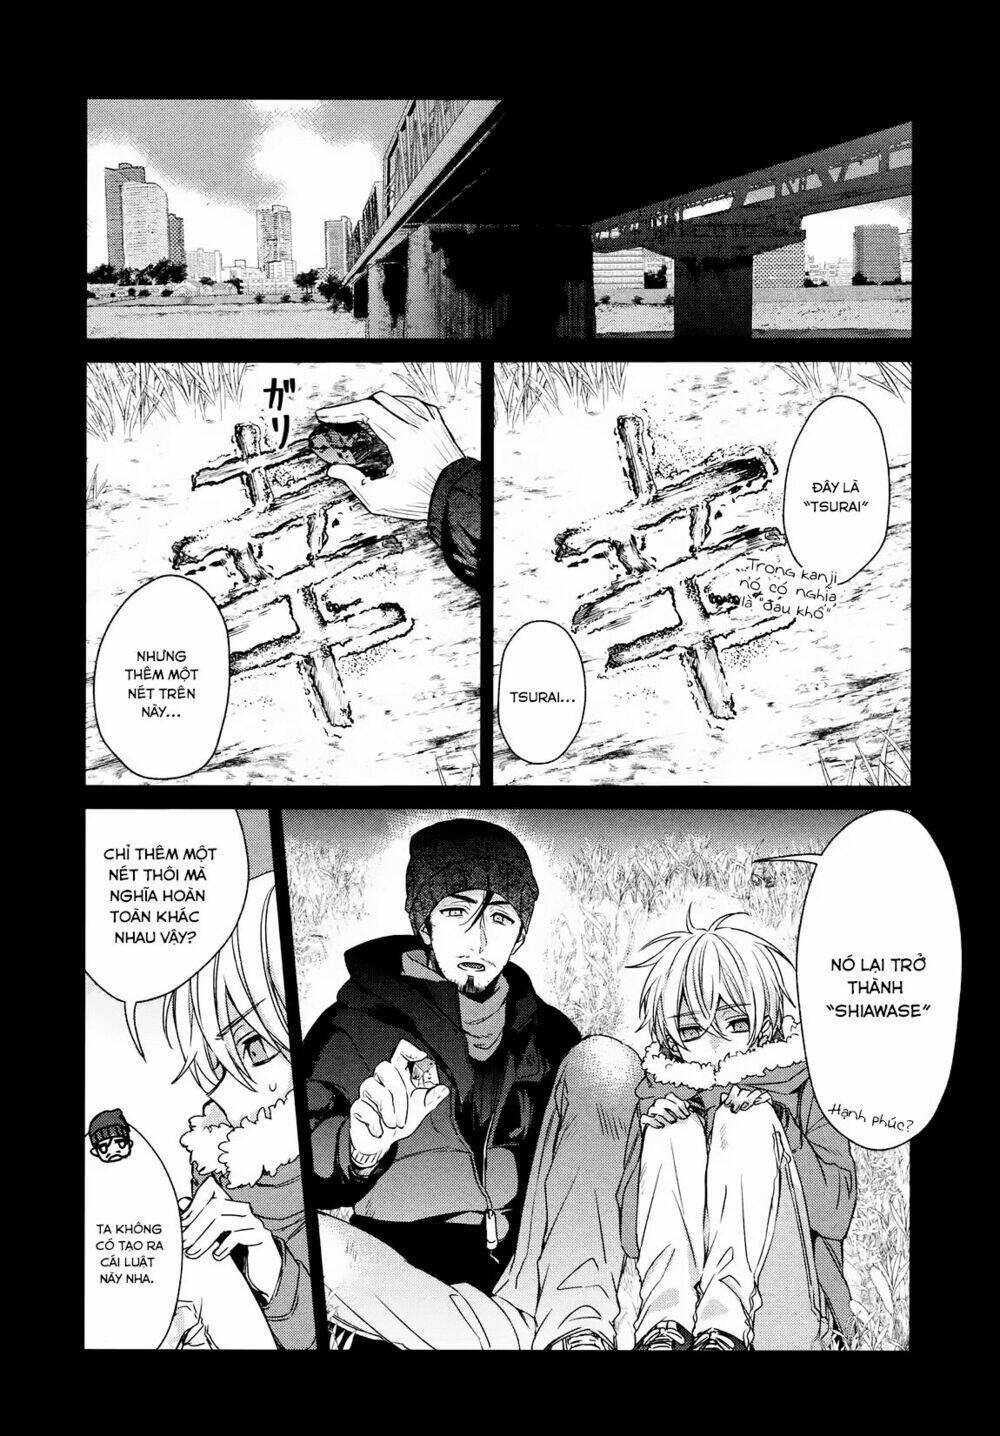 ĐÂY LÀ
"TSURAI"
Trong kanji
nó có nghĩa
là "đau khổ"
TSURAI...
ガリ
NHƯNG
THÊM MỘT
NÉT TRÊN
NÀY...
NÓ LẠI TRỞ
THÀNH
"SHIAWASE"
Hạnh phúc?
CHỈ THÊM MỘT
NÉT THÔI MÀ
NGHĨA HOÀN
TOÀN KHÁC
NHAU VẬY?
TA KHÔNG
CÓ TẠO RA
CÁI LUẬT
NÀY NHA.